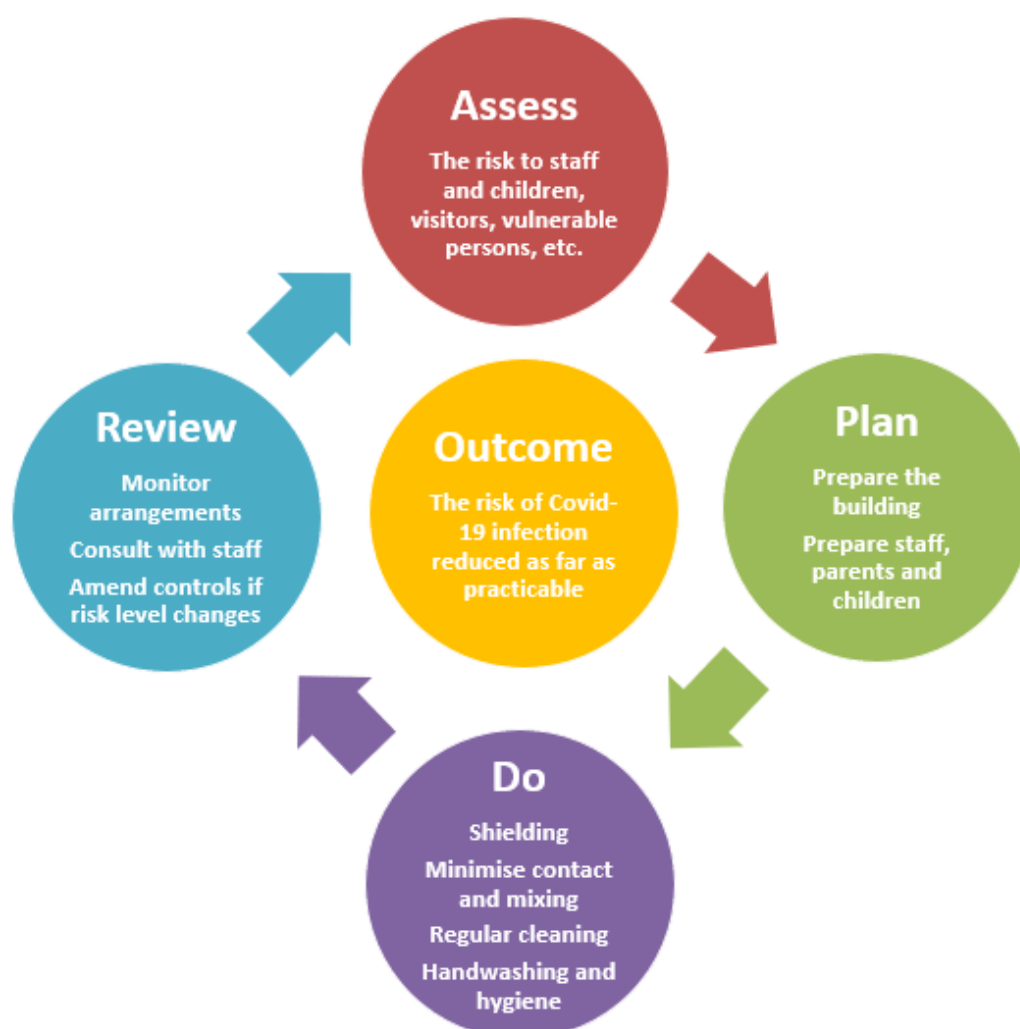 Assess
The risk to staff
and children,
visitors, vulnerable
persons, etc.
Plan
Prepare the
building
Prepare staff,
parents and
children
Do
Shielding
Minimise contact
and mixing
Regular cleaning
Handwashing and
hygiene
Review
Monitor
arrangements
Consult with staff
Amend controls if
risk level changes
Outcome
The risk of Covid-
19 infection
reduced as far as
practicable